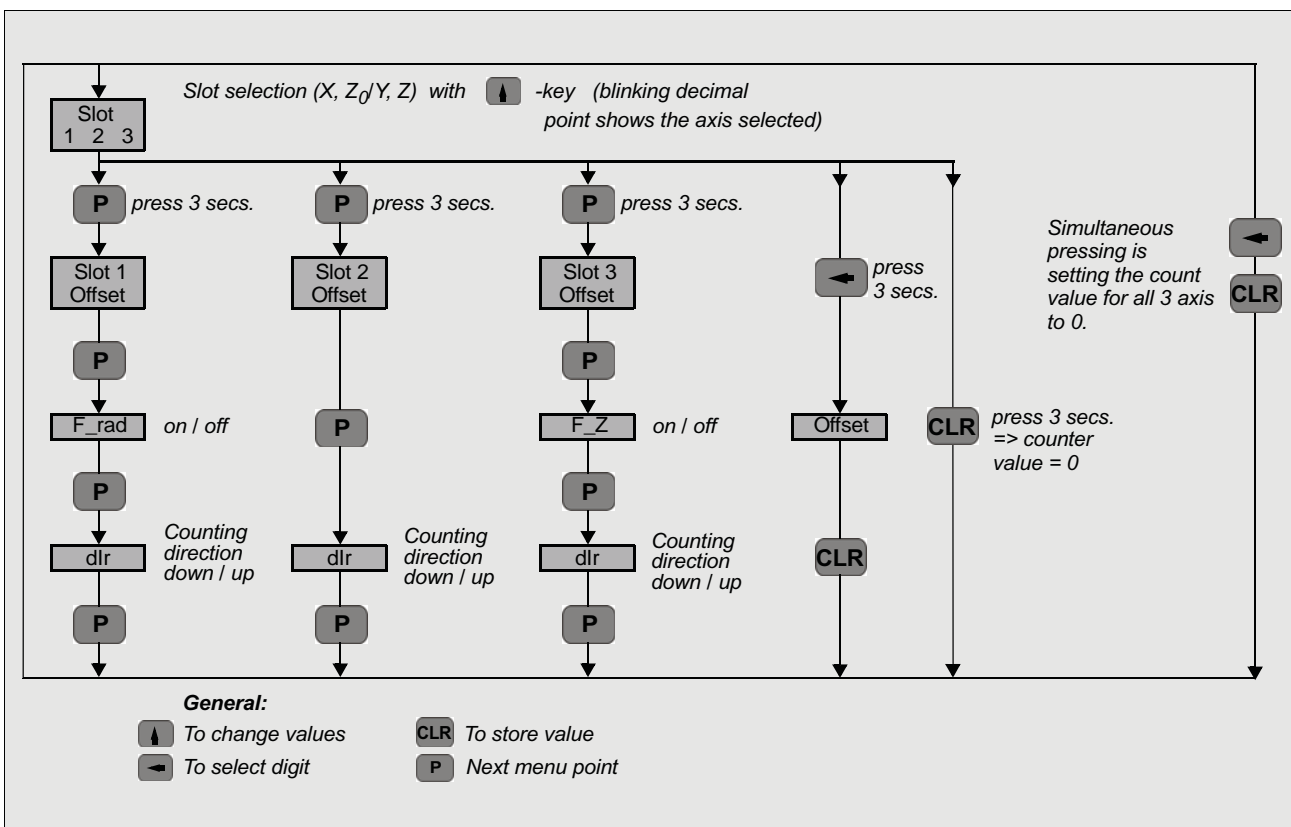 Slot selection (X, Z0/Y, Z) with -key (blinking decimal
point shows the axis selected)
Slot
1 2 3
P press 3 secs.
P press 3 secs.
P press 3 secs.
Slot 1
Offset
Slot 2
Offset
Slot 3
Offset
press
3 secs.
Simultaneous
pressing is
setting the count
value for all 3 axis
to 0.
CLR
P
P
F_rad on / off
P
F_Z on / off
Offset
CLR
press 3 secs.
=> counter
value = 0
P
P
dIr
Counting
direction
down / up
dIr
Counting
direction
down / up
dIr
Counting
direction
down / up
CLR
P
P
P
General:
To change values
CLR To store value
To select digit
P Next menu point